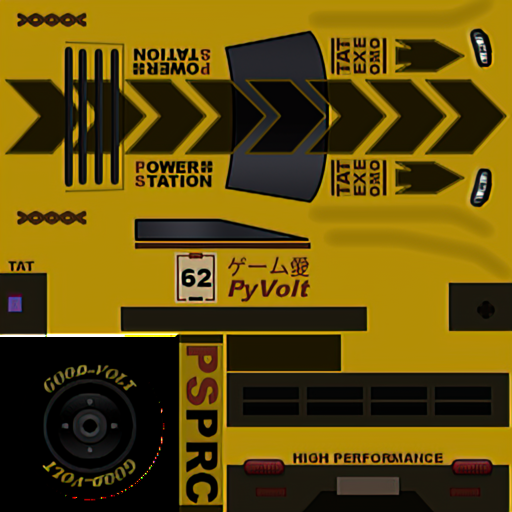 POWER
STATION
TAT
EXE
OMO
POWER
STATION
TAT
EXE
OMO
TAT
62
ゲーム愛
PyVolt
GOOD-VOLT
GOOD-VOLT
PSPRC
HIGH PERFORMANCE